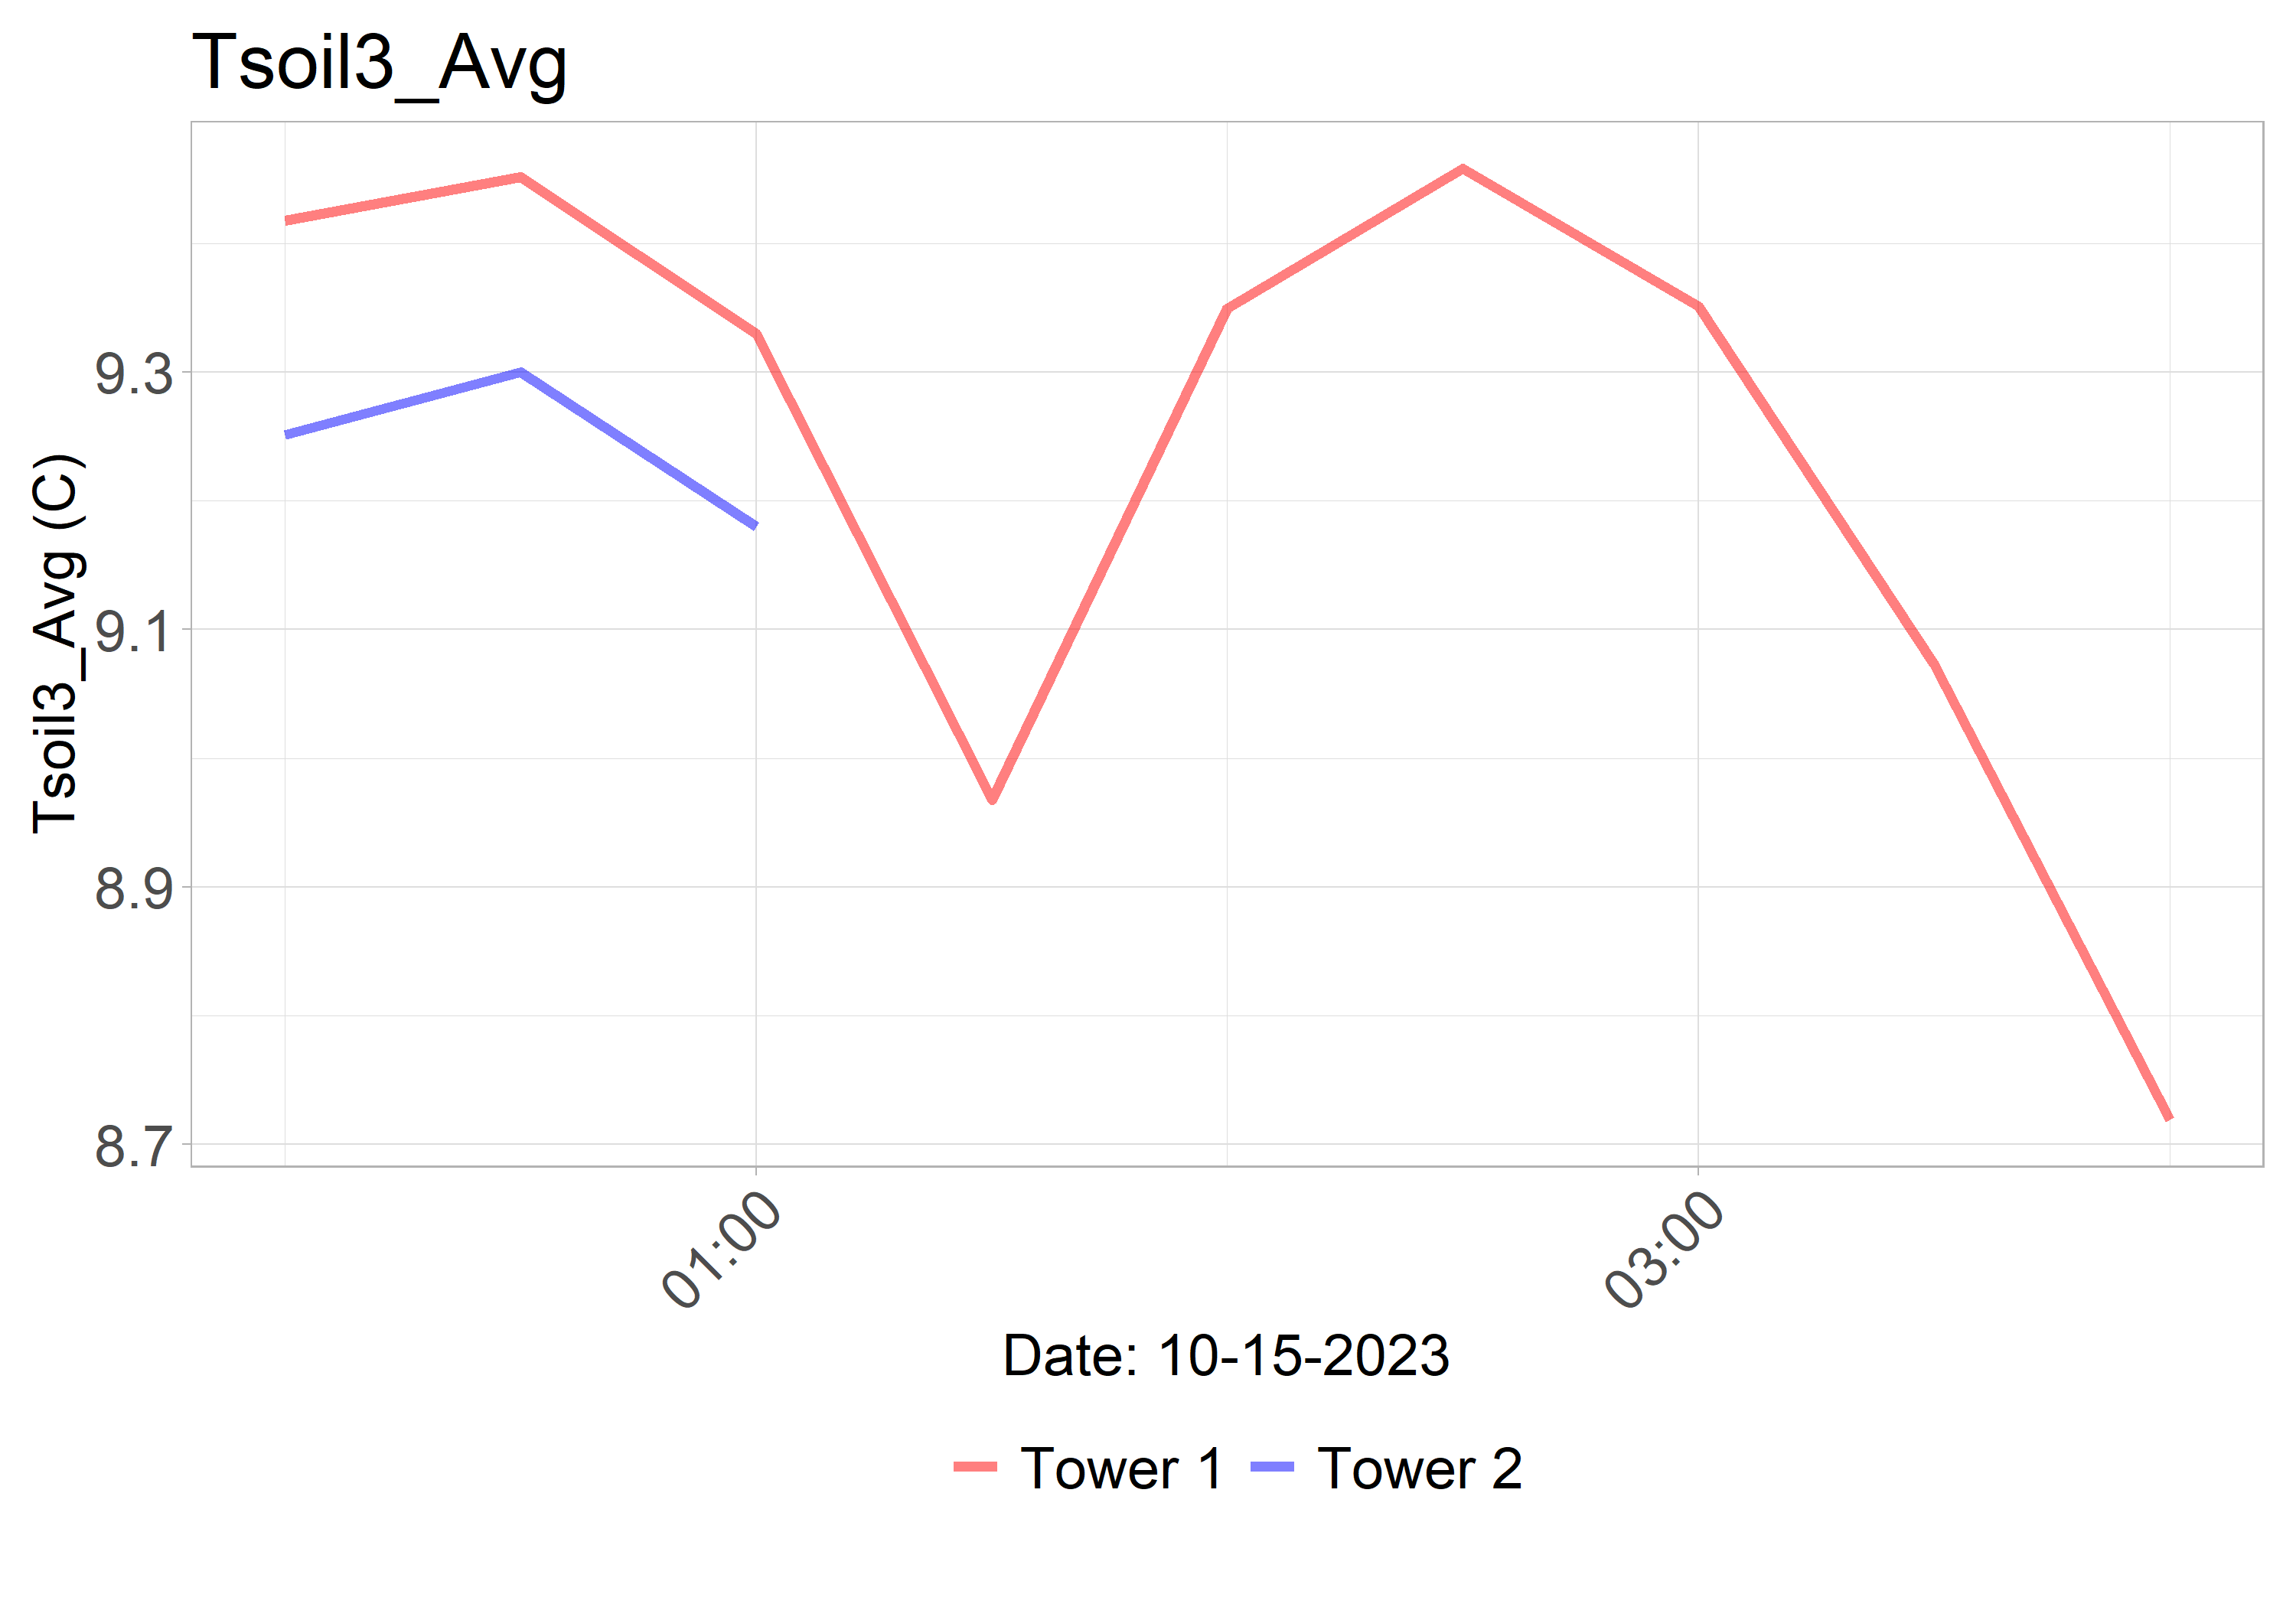 Tsoil3_Avg
Tsoil3_Avg (C)
9.3
9.1
8.9
8.7
01:00
03:00
Date: 10-15-2023
Tower 1
Tower 2